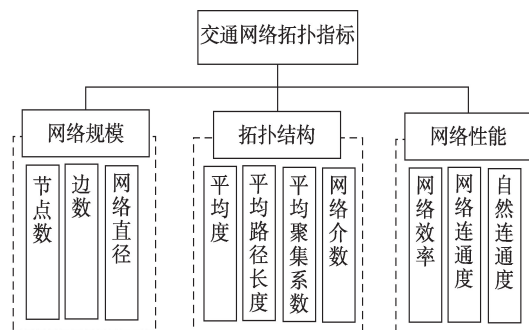 交通网络拓扑指标
网络规模
拓扑结构
网络性能
节点数
边数
网络直径
平均度
平均路径长度
平均聚集系数
网络介数
网络效率
网络连通度
自然连通度